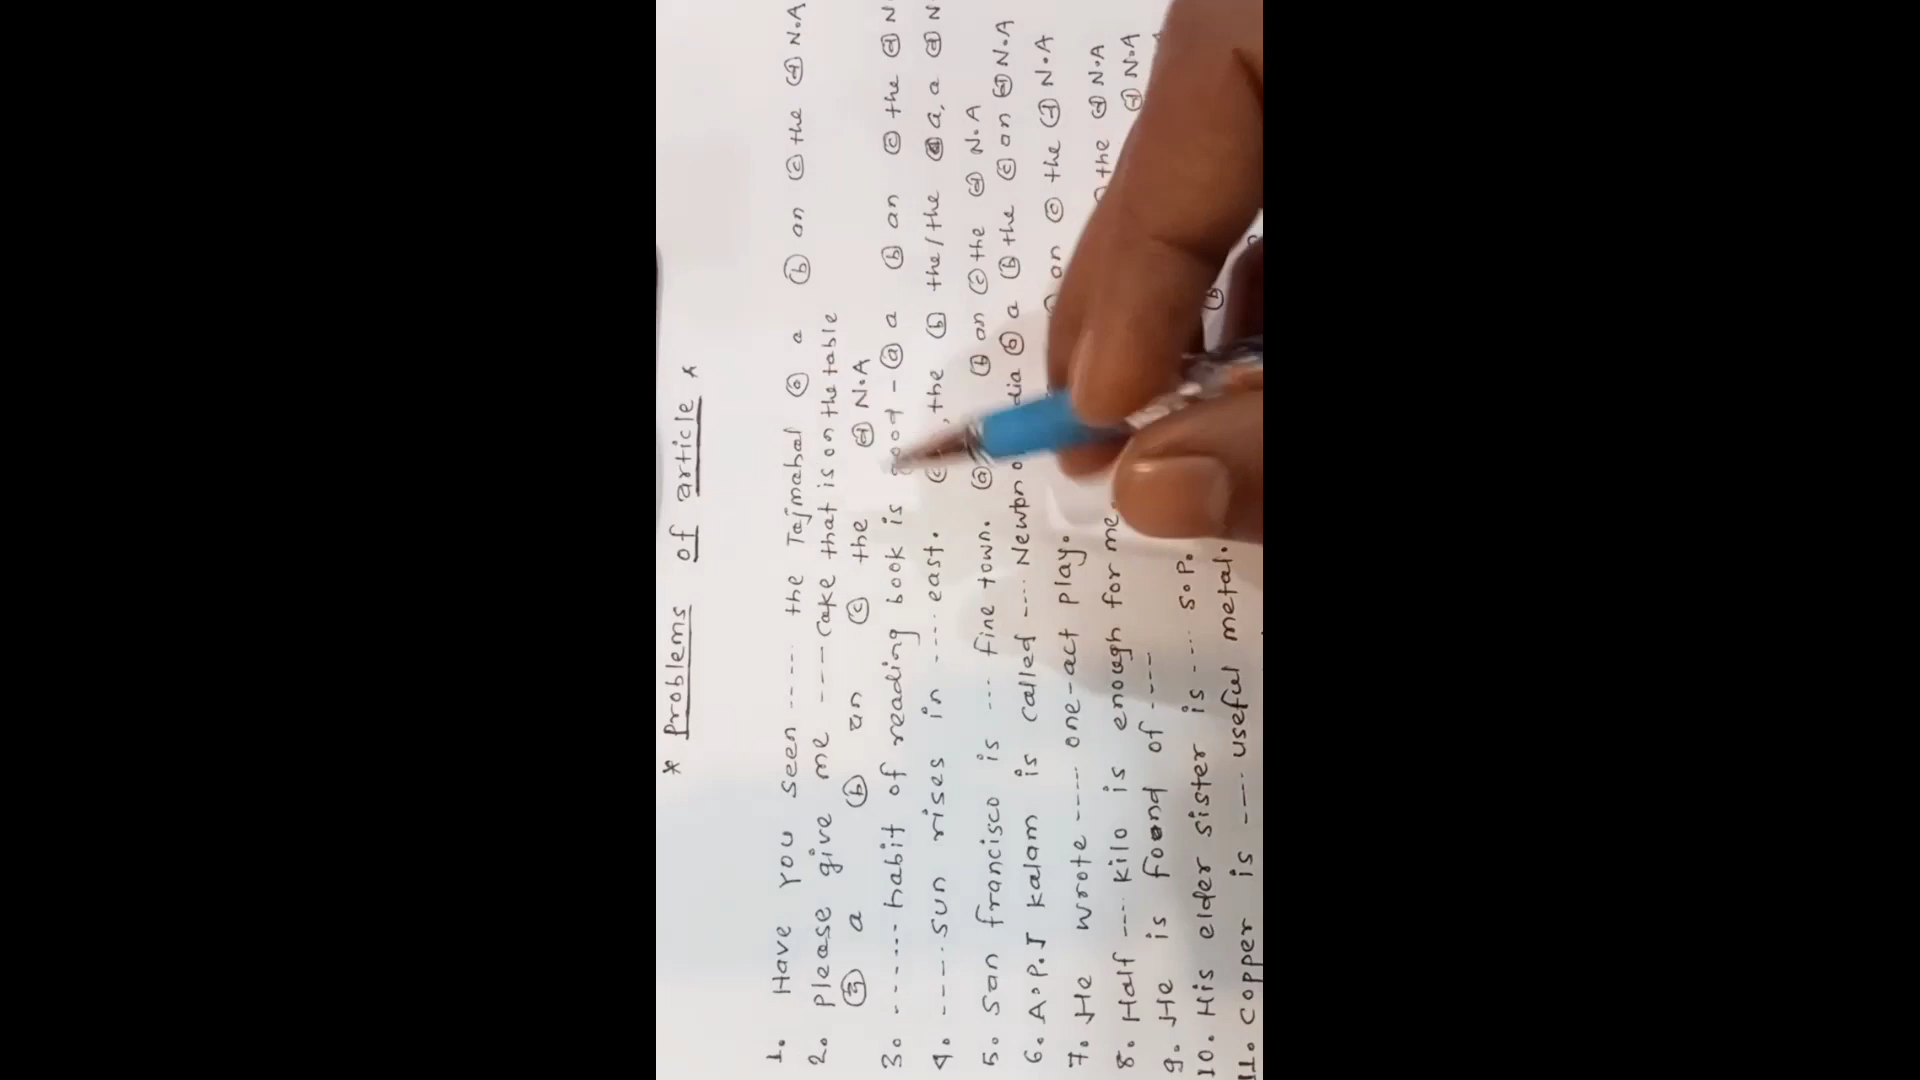 * Problems of article *
1. Have You seen ----- the Tajmahal ⓐ a ⓑ an ⓒ the ⓓ N.A
2. please give me ---- cake that is on the table
ⓐ a ⓑ an ⓒ the ⓓ N.A
3. ------ habit of reading book is good - ⓐ a ⓑ an ⓒ the ⓓ N
4. ----- sun rises in ---- east. the ⓑ the/the a, a ⓓ N
5. San francisco is --- fine town. ⓐ ⓑ an ⓒ the ⓓ N.A
6. A.P.J kalam is called ---- dia ⓐ a ⓑ the ⓒ an ⓓ N.A
7. He wrote ----- one-act play. an ⓒ the ⓓ N.A
8. Half ---- kilo is enough for me. the ⓓ N.A
9. He is found of ---- ⓓ N.A
10. His elder sister is ---- S.P.
11. copper is ---- useful metal.